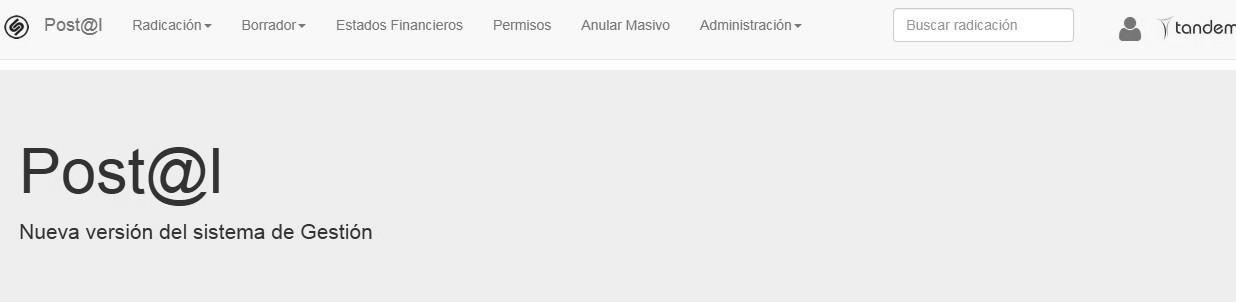 Post@l Radicación Borrador Estados Financieros Permisos Anular Masivo Administración Buscar radicación tandem
Post@l
Nueva versión del sistema de Gestión